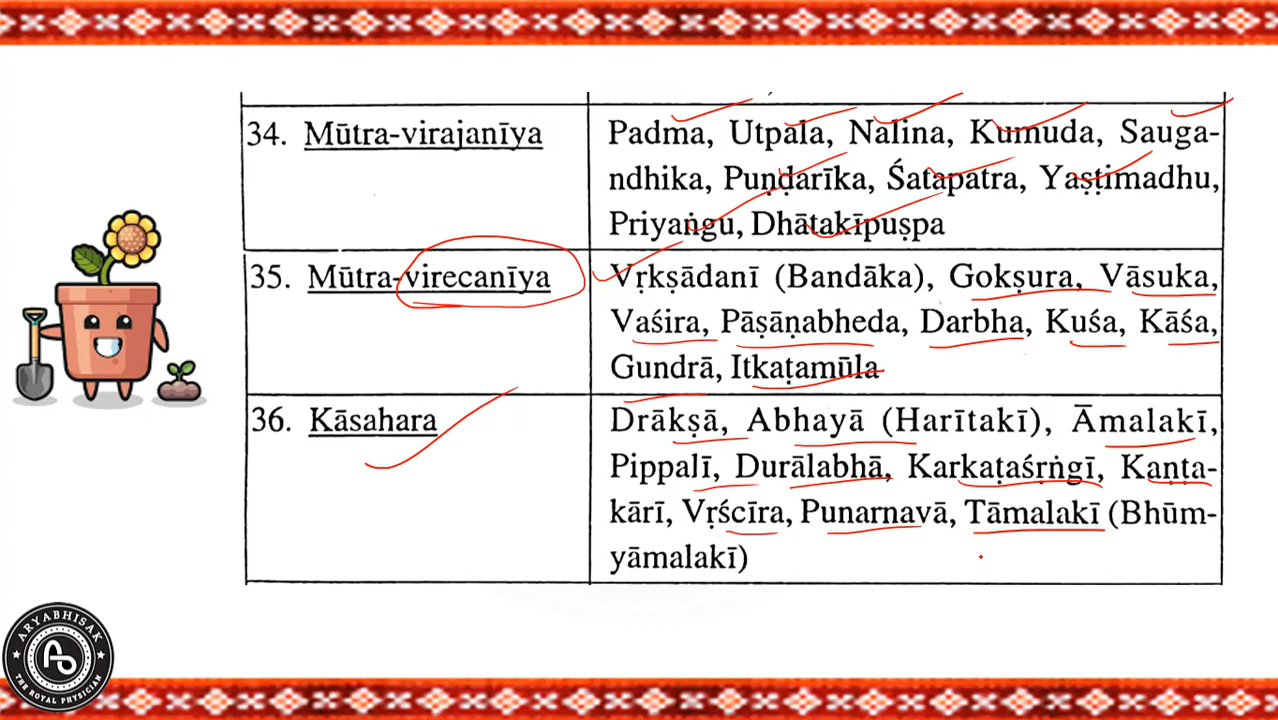 34. Mūtra-virajanīya
Padma, Utpala, Nalina, Kumuda, Sauga-
ndhika, Puṇḍarīka, Śatapatra, Yaṣṭimadhu,
Priyaṅgu, Dhātakīpuṣpa
35. Mūtra-virecanīya
Vṛkṣādanī (Bandāka), Gokṣura, Vāsuka,
Vaśira, Pāṣāṇabheda, Darbha, Kuśa, Kāśa,
Gundrā, Itkaṭamūla
36. Kāsahara
Drākṣā, Abhayā (Harītakī), Āmalakī,
Pippalī, Durālabhā, Karkaṭaśṛṅgī, Kaṇṭa-
kārī, Vṛścīra, Punarnavā, Tāmalakī (Bhūm-
yāmalakī)
ARYABHISAK
THE ROYAL PHYSICIAN